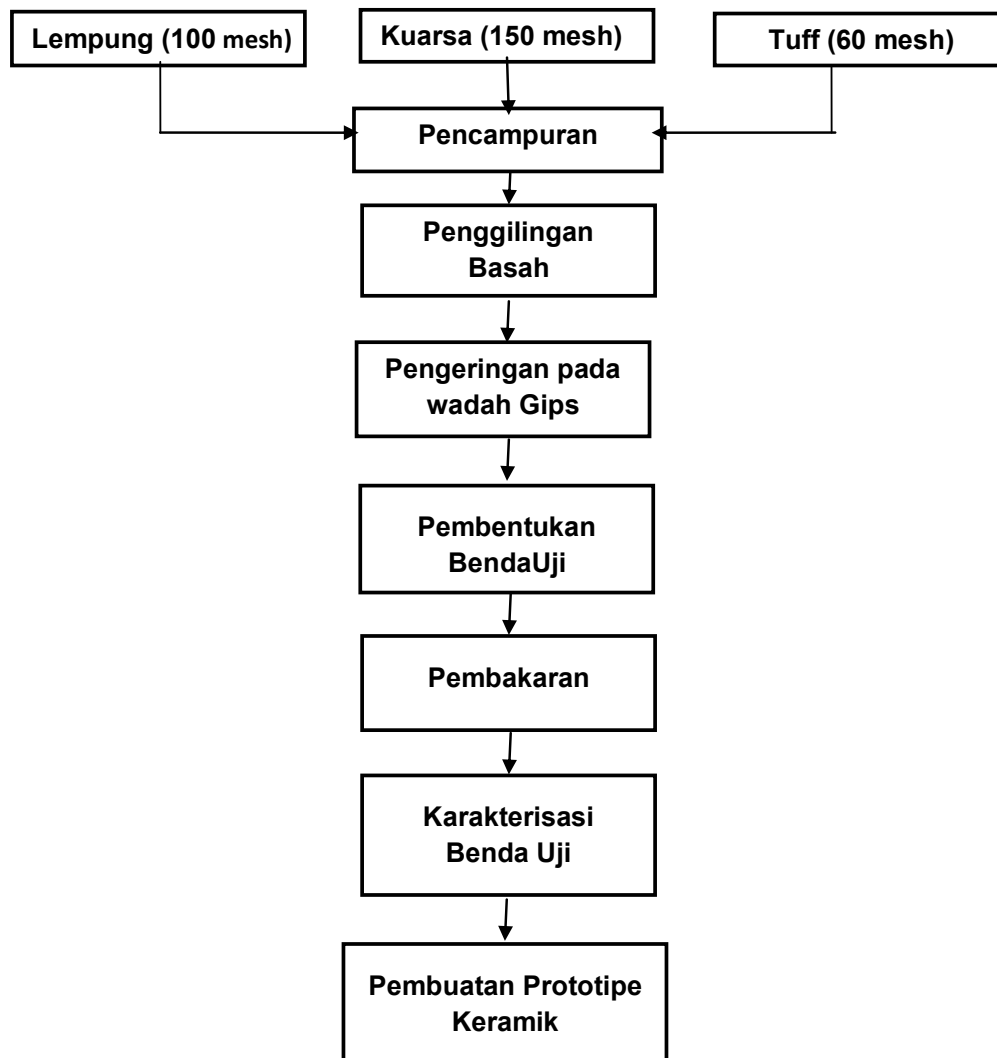 Lempung (100 mesh)
Kuarsa (150 mesh)
Tuff (60 mesh)
Pencampuran
Penggilingan
Basah
Pengeringan pada
wadah Gips
Pembentukan
BendaUji
Pembakaran
Karakterisasi
Benda Uji
Pembuatan Prototipe
Keramik